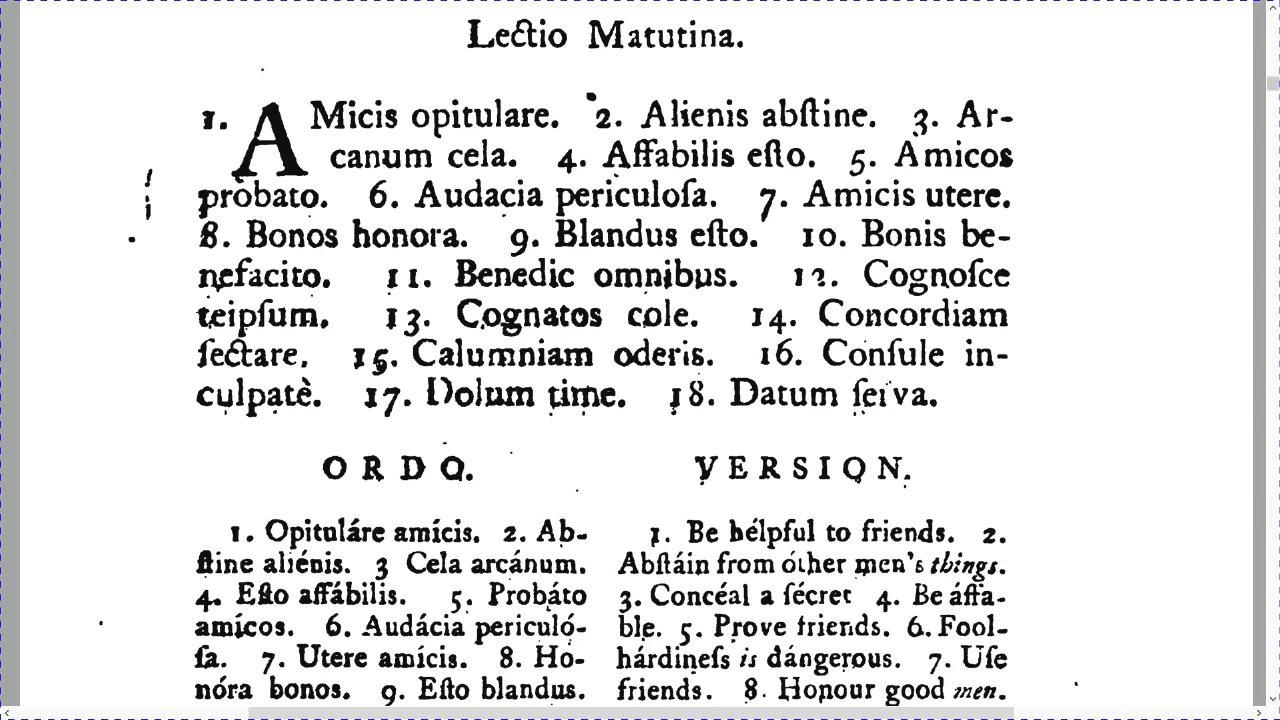 Lectio Matutina.
1. AMicis opitulare. 2. Alienis abſtine. 3. Ar-
canum cela. 4. Affabilis eſto. 5. Amicos
probato. 6. Audacia periculoſa. 7. Amicis utere.
8. Bonos honora. 9. Blandus eſto. 10. Bonis be-
nefacito. 11. Benedic omnibus. 12. Cognoſce
teipſum. 13. Cognatos cole. 14. Concordiam
ſectare. 15. Calumniam oderis. 16. Conſule in-
culpatè. 17. Dolum time. 18. Datum ſerva.
ORDO.
1. Opituláre amícis. 2. Ab-
ſtine aliénis. 3 Cela arcánum.
4. Eſto affábilis. 5. Probáto
amícos. 6. Audácia periculó-
ſa. 7. Utere amícis. 8. Ho-
nóra bonos. 9. Eſto blandus.
VERSION.
1. Be hélpful to friends. 2.
Abſtáin from óther men's things.
3. Concéal a ſécret 4. Be áffa-
ble. 5. Prove friends. 6. Fool-
hárdineſs is dángerous. 7. Uſe
friends. 8. Honour good men.